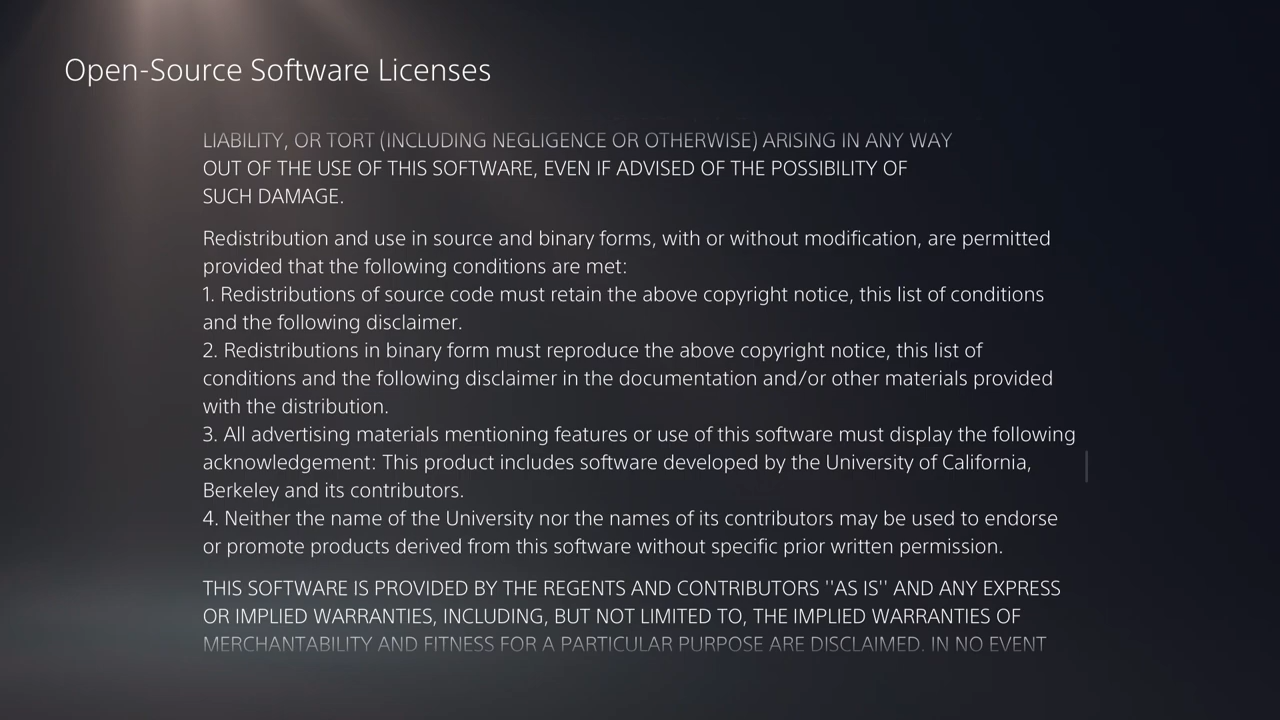 Open-Source Software Licenses
LIABILITY, OR TORT (INCLUDING NEGLIGENCE OR OTHERWISE) ARISING IN ANY WAY
OUT OF THE USE OF THIS SOFTWARE, EVEN IF ADVISED OF THE POSSIBILITY OF
SUCH DAMAGE.
Redistribution and use in source and binary forms, with or without modification, are permitted
provided that the following conditions are met:
1. Redistributions of source code must retain the above copyright notice, this list of conditions
and the following disclaimer.
2. Redistributions in binary form must reproduce the above copyright notice, this list of
conditions and the following disclaimer in the documentation and/or other materials provided
with the distribution.
3. All advertising materials mentioning features or use of this software must display the following
acknowledgement: This product includes software developed by the University of California,
Berkeley and its contributors.
4. Neither the name of the University nor the names of its contributors may be used to endorse
or promote products derived from this software without specific prior written permission.
THIS SOFTWARE IS PROVIDED BY THE REGENTS AND CONTRIBUTORS ''AS IS'' AND ANY EXPRESS
OR IMPLIED WARRANTIES, INCLUDING, BUT NOT LIMITED TO, THE IMPLIED WARRANTIES OF
MERCHANTABILITY AND FITNESS FOR A PARTICULAR PURPOSE ARE DISCLAIMED. IN NO EVENT